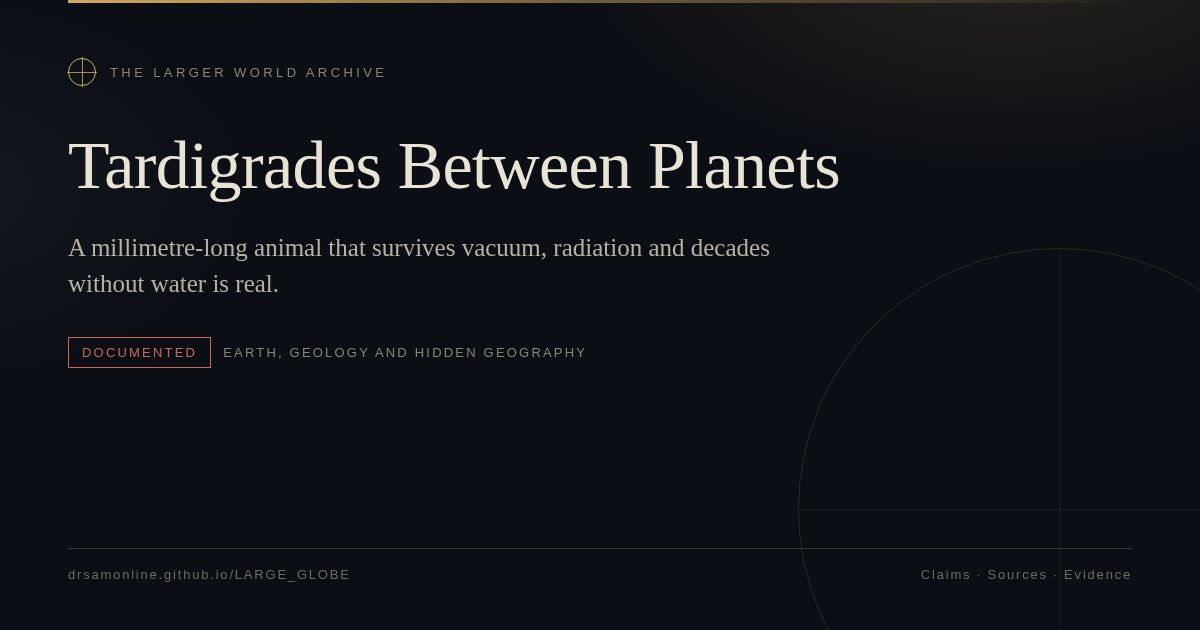 THE LARGER WORLD ARCHIVE
Tardigrades Between Planets
A millimetre-long animal that survives vacuum, radiation and decades
without water is real.
DOCUMENTED EARTH, GEOLOGY AND HIDDEN GEOGRAPHY
drsamonline.github.io/LARGE_GLOBE Claims · Sources · Evidence